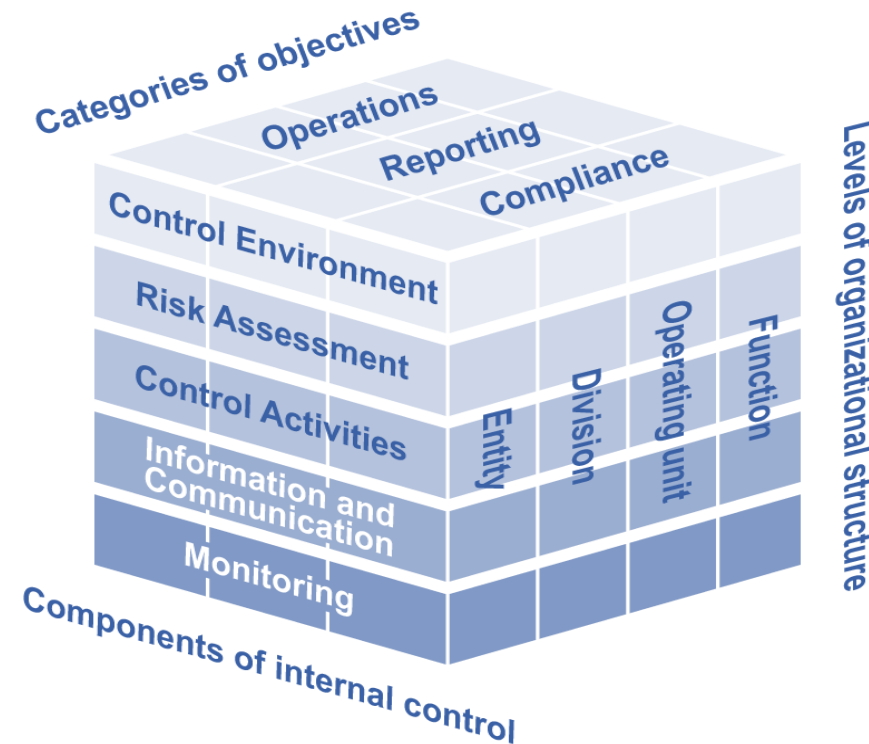 Categories of objectives
Operations
Reporting
Compliance
Control Environment
Risk Assessment
Control Activities
Information and
Communication
Monitoring
Entity
Division
Operating unit
Function
Levels of organizational structure
Components of internal control